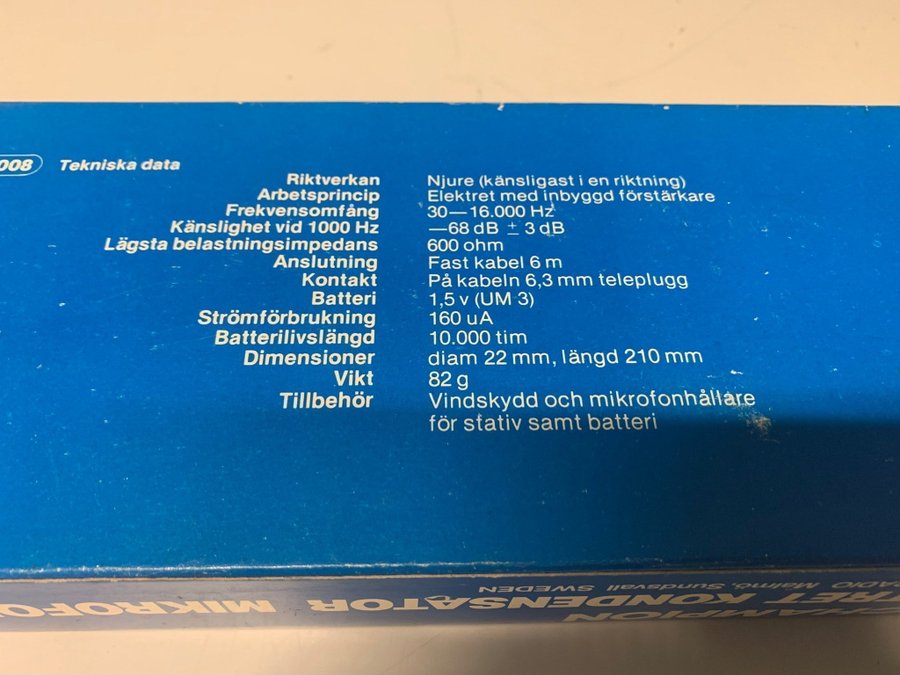 008 Tekniska data
Riktverkan Njure (känsligast i en riktning)
Arbetsprincip Elektret med inbyggd förstärkare
Frekvensomfång 30—16.000 Hz
Känslighet vid 1000 Hz —68 dB ± 3 dB
Lägsta belastningsimpedans 600 ohm
Anslutning Fast kabel 6 m
Kontakt På kabeln 6,3 mm teleplugg
Batteri 1,5 v (UM 3)
Strömförbrukning 160 uA
Batterilivslängd 10.000 tim
Dimensioner diam 22 mm, längd 210 mm
Vikt 82 g
Tillbehör Vindskydd och mikrofonhållare
för stativ samt batteri
CHAMPION
TRET KONDENSATOR MIKROFO
RADIO Malmö, Sundsvall SWEDEN